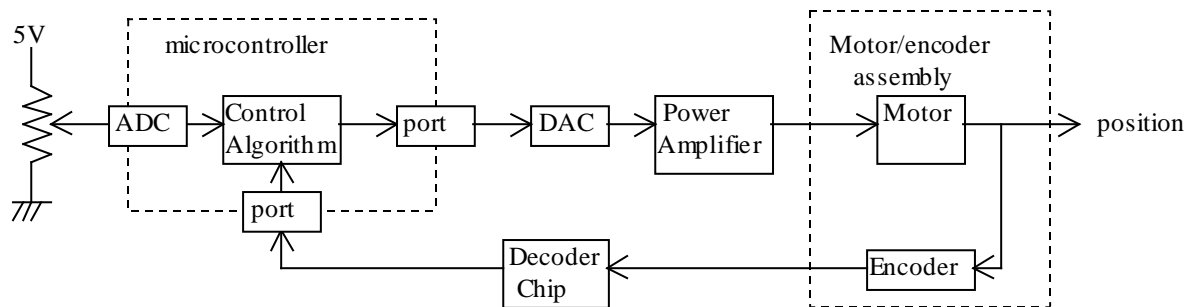 5V
microcontroller
Motor/encoder
assembly
ADC
Control
Algorithm
port
DAC
Power
Amplifier
Motor
position
port
Decoder
Chip
Encoder